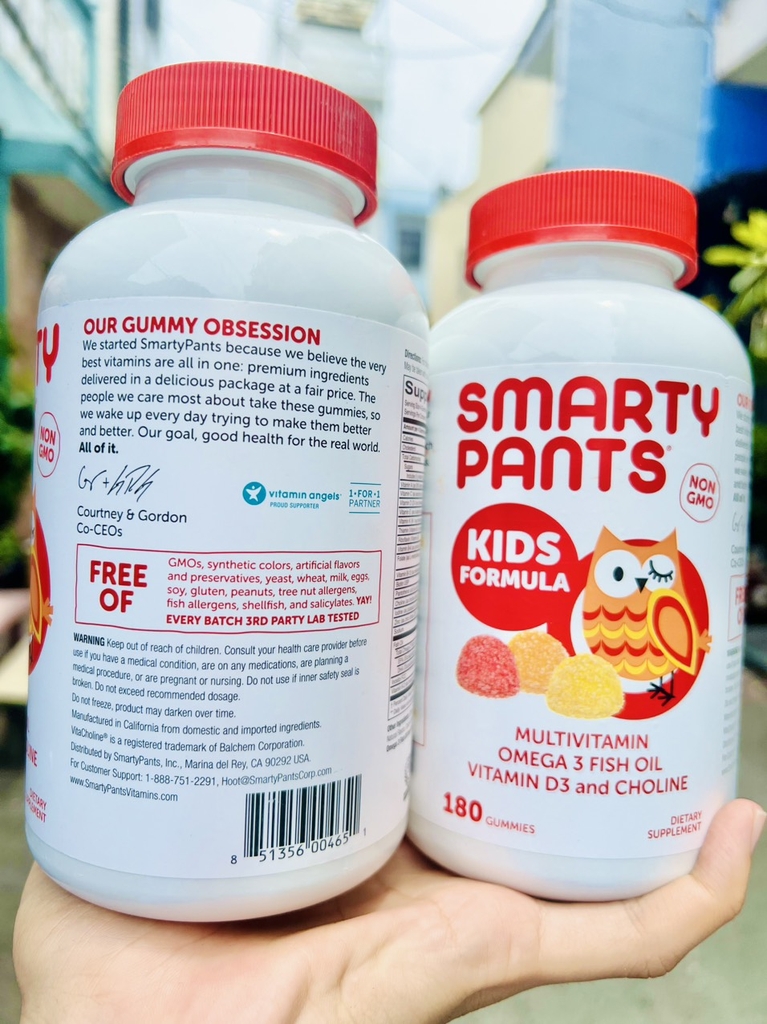 TY
NON
GMO
OUR GUMMY OBSESSION
We started SmartyPants because we believe the very
best vitamins are all in one: premium ingredients
delivered in a delicious package at a fair price. The
people we care most about take these gummies, so
we wake up every day trying to make them better
and better. Our goal, good health for the real world.
All of it.
Courtney & Gordon
Co-CEOs
vitamin angels
PROUD SUPPORTER
1•FOR•1
PARTNER
FREE
OF
GMOs, synthetic colors, artificial flavors
and preservatives, yeast, wheat, milk, eggs,
soy, gluten, peanuts, tree nut allergens,
fish allergens, shellfish, and salicylates. YAY!
EVERY BATCH 3RD PARTY LAB TESTED
WARNING Keep out of reach of children. Consult your health care provider before
use if you have a medical condition, are on any medications, are planning a
medical procedure, or are pregnant or nursing. Do not use if inner safety seal is
broken. Do not exceed recommended dosage.
Do not freeze, product may darken over time.
Manufactured in California from domestic and imported ingredients.
VitaCholine® is a registered trademark of Balchem Corporation.
Distributed by SmartyPants, Inc., Marina del Rey, CA 90292 USA.
For Customer Support: 1-888-751-2291, Hoot@SmartyPantsCorp.com
www.SmartyPantsVitamins.com
8 51356 00465 1
SMARTY
PANTS
NON
GMO
KIDS
FORMULA
MULTIVITAMIN
OMEGA 3 FISH OIL
VITAMIN D3 and CHOLINE
180 GUMMIES
DIETARY
SUPPLEMENT